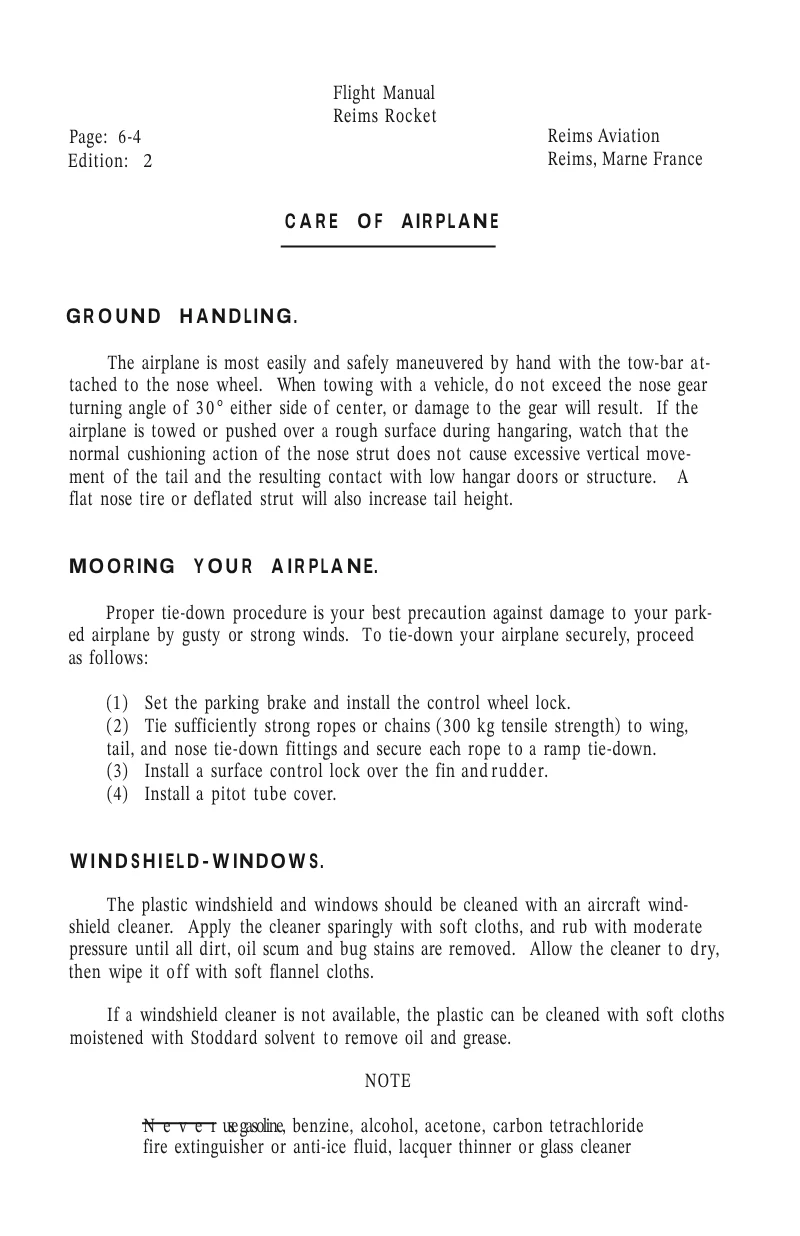 Flight Manual
Reims Rocket
Page: 6-4
Edition: 2
Reims Aviation
Reims, Marne France
CARE OF AIRPLANE
GROUND HANDLING.
The airplane is most easily and safely maneuvered by hand with the tow-bar at-
tached to the nose wheel. When towing with a vehicle, do not exceed the nose gear
turning angle of 30° either side of center, or damage to the gear will result. If the
airplane is towed or pushed over a rough surface during hangaring, watch that the
normal cushioning action of the nose strut does not cause excessive vertical move-
ment of the tail and the resulting contact with low hangar doors or structure. A
flat nose tire or deflated strut will also increase tail height.
MOORING YOUR AIRPLANE.
Proper tie-down procedure is your best precaution against damage to your park-
ed airplane by gusty or strong winds. To tie-down your airplane securely, proceed
as follows:
(1) Set the parking brake and install the control wheel lock.
(2) Tie sufficiently strong ropes or chains (300 kg tensile strength) to wing,
tail, and nose tie-down fittings and secure each rope to a ramp tie-down.
(3) Install a surface control lock over the fin and rudder.
(4) Install a pitot tube cover.
WINDSHIELD-WINDOWS.
The plastic windshield and windows should be cleaned with an aircraft wind-
shield cleaner. Apply the cleaner sparingly with soft cloths, and rub with moderate
pressure until all dirt, oil scum and bug stains are removed. Allow the cleaner to dry,
then wipe it off with soft flannel cloths.
If a windshield cleaner is not available, the plastic can be cleaned with soft cloths
moistened with Stoddard solvent to remove oil and grease.
NOTE
Never use gasoline, benzine, alcohol, acetone, carbon tetrachloride
fire extinguisher or anti-ice fluid, lacquer thinner or glass cleaner